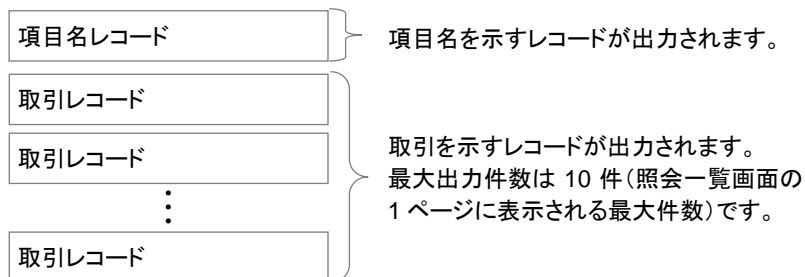 項目名レコード
項目名を示すレコードが出力されます。
取引レコード
取引レコード
取引レコード
取引を示すレコードが出力されます。
最大出力件数は 10 件（照会一覧画面の
1 ページに表示される最大件数）です。